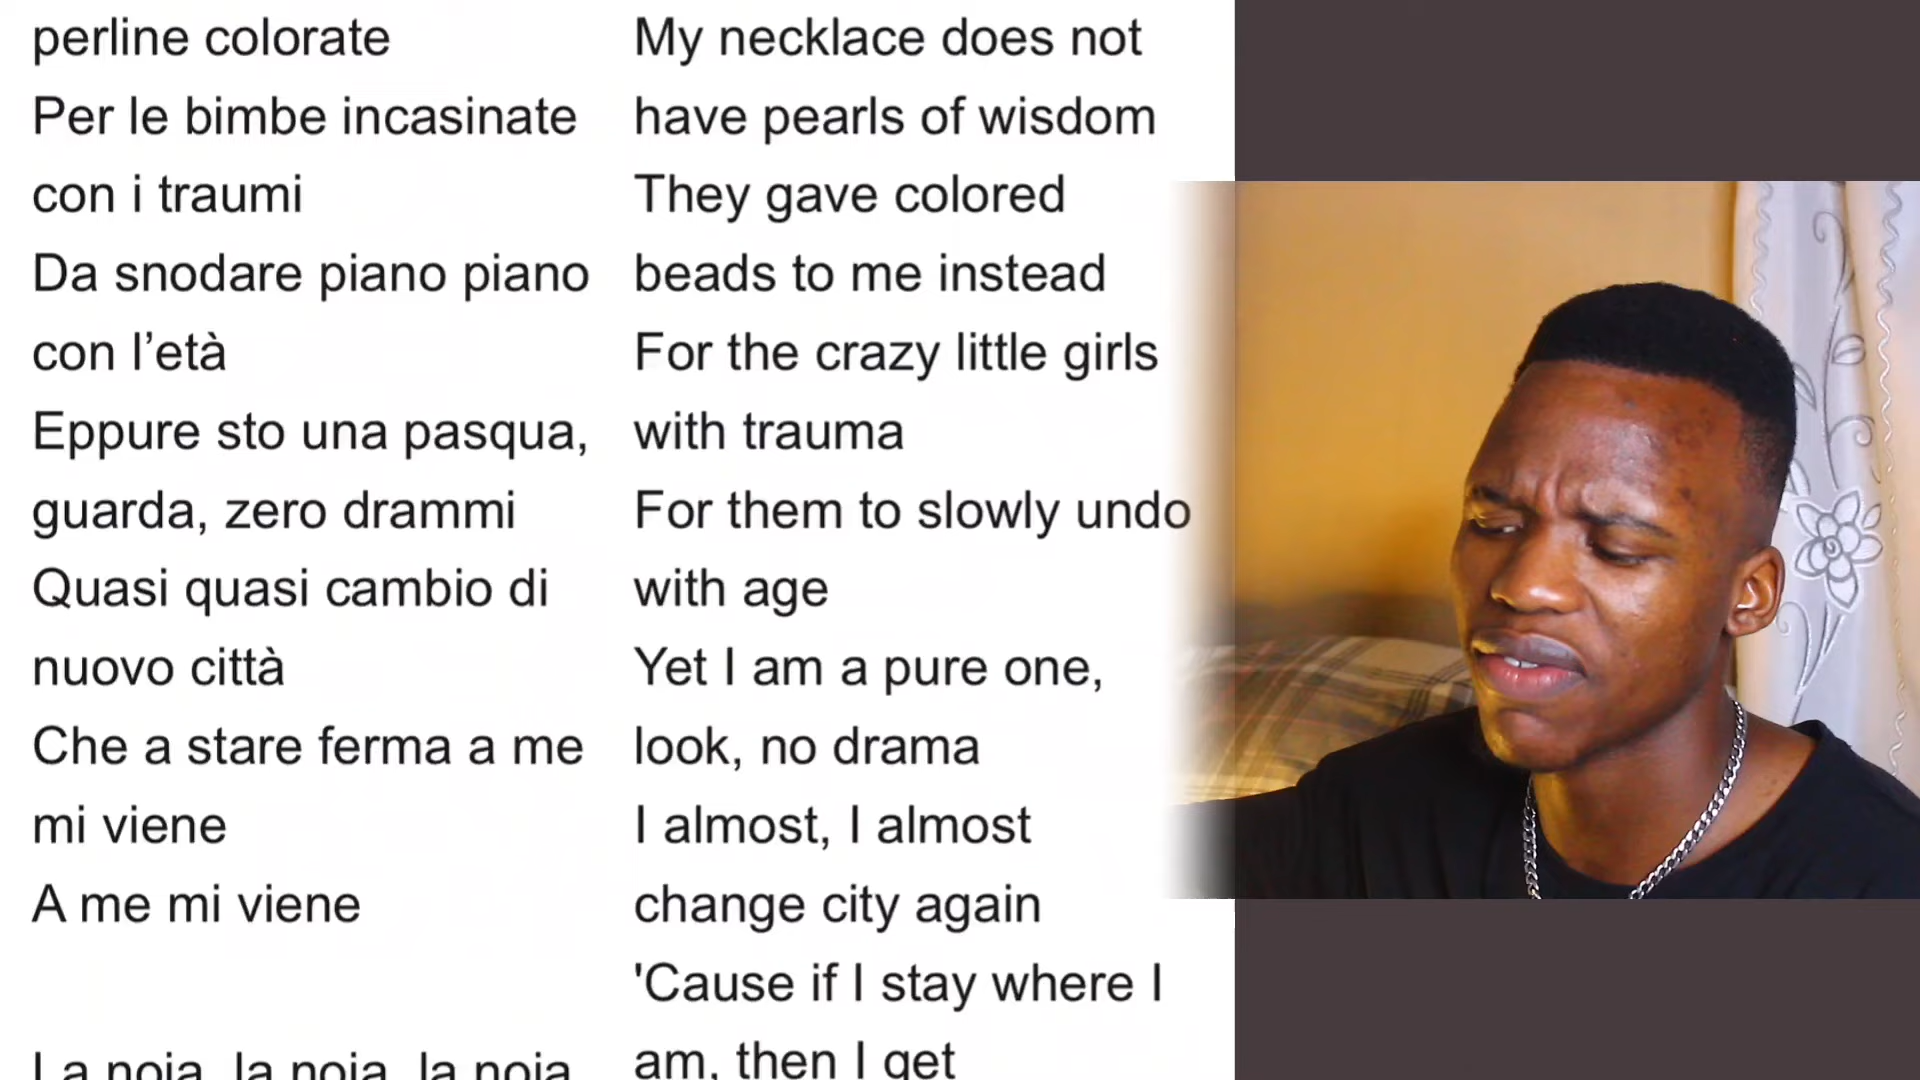 perline colorate
Per le bimbe incasinate
con i traumi
Da snodare piano piano
con l’età
Eppure sto una pasqua,
guarda, zero drammi
Quasi quasi cambio di
nuovo città
Che a stare ferma a me
mi viene
A me mi viene
La noia, la noia, la noia
My necklace does not
have pearls of wisdom
They gave colored
beads to me instead
For the crazy little girls
with trauma
For them to slowly undo
with age
Yet I am a pure one,
look, no drama
I almost, I almost
change city again
'Cause if I stay where I
am, then I get